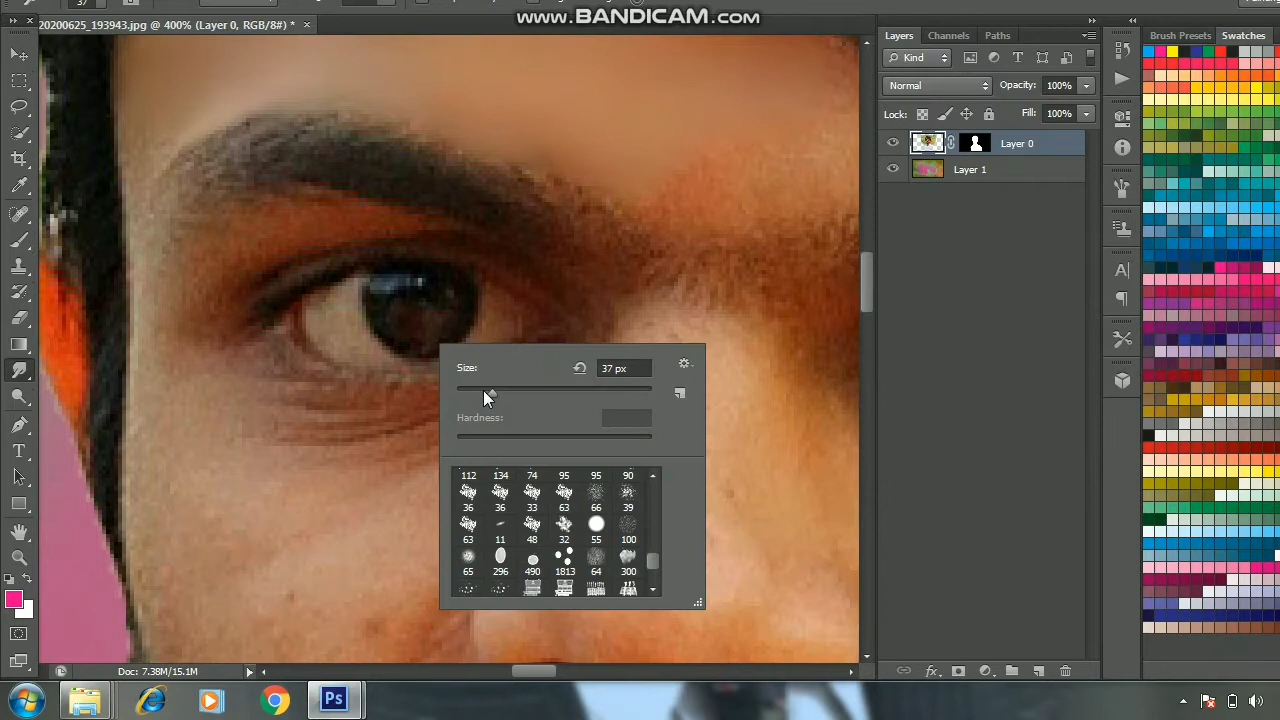 www.BANDICAM.com
37
20200625_193943.jpg @ 400% (Layer 0, RGB/8#) *
Layers
Channels
Paths
Brush Presets
Swatches
Kind
Normal
Opacity:
100%
Lock:
Fill:
100%
Layer 0
Layer 1
Size:
37 px
Hardness:
112 134 74 95 95 90
36 36 33 63 66 39
63 11 48 32 55 100
65 296 490 1813 64 300
Doc: 7.38M/15.1M
Ps